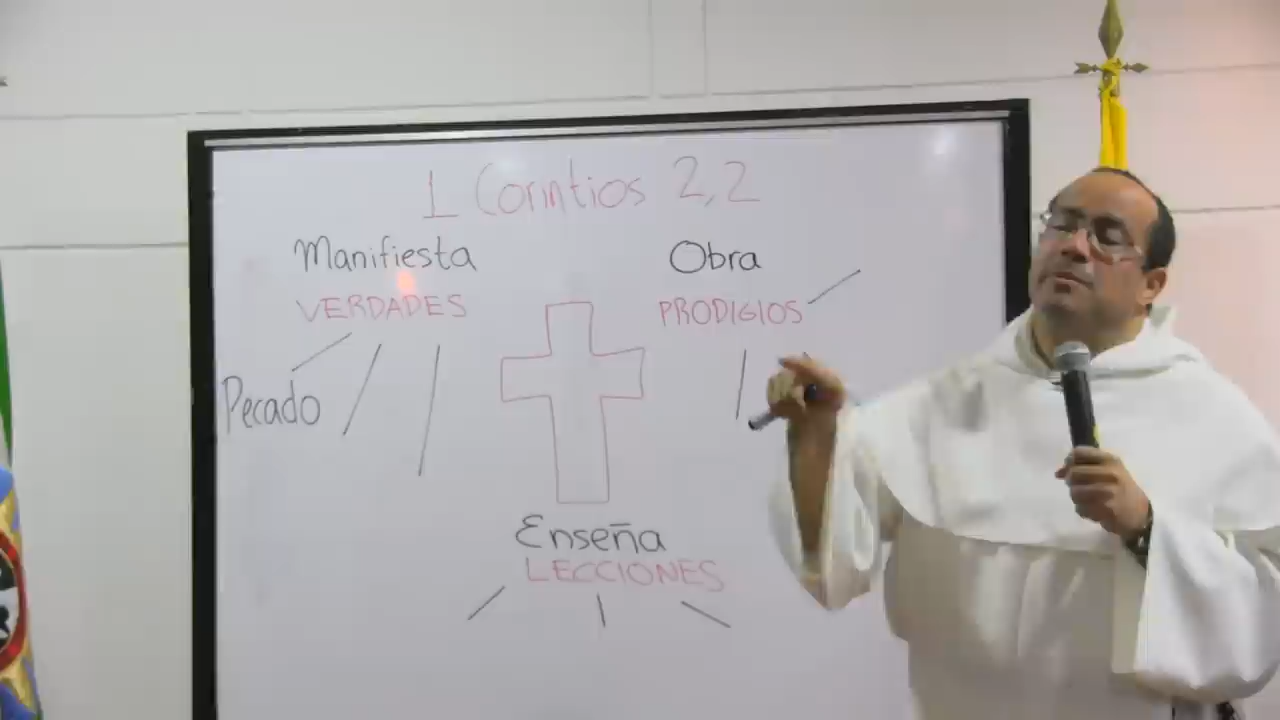 1 Corintios 2,2
Manifiesta
VERDADES
Pecado
Obra
PRODIGIOS
Enseña
LECCIONES